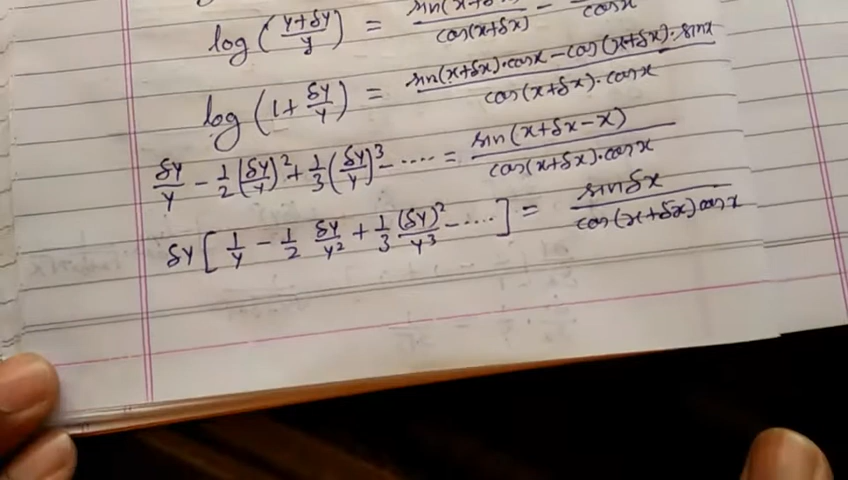 log ((y+δy)/y) = sin(x+δx)/cos(x+δx) - /cosx
log (1 + δy/y) = (sin(x+δx)·cosx - cos(x+δx)·sinx)/(cos(x+δx)·cosx)
δy/y - 1/2 (δy/y)² + 1/3 (δy/y)³ - .... = sin(x+δx-x)/(cos(x+δx)·cosx)
δy [ 1/y - 1/2 δy/y² + 1/3 (δy)²/y³ - .... ] = sinδx/(cos(x+δx)cosx)